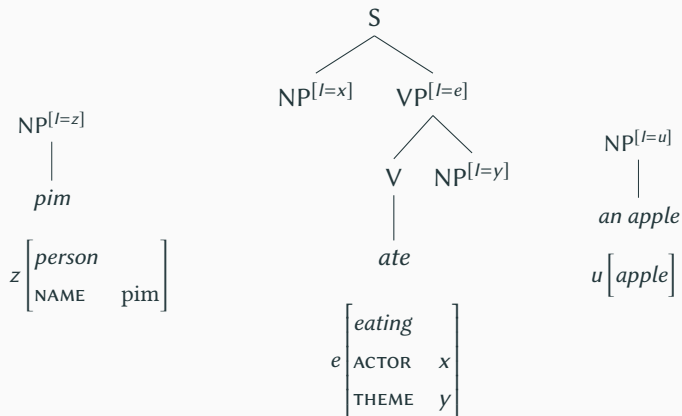 S
NP[I=x] VP[I=e]
NP[I=z]
NP[I=u]
V NP[I=y]
pim
an apple
ate
z [person
NAME pim]
u [apple]
e [eating
ACTOR x
THEME y]